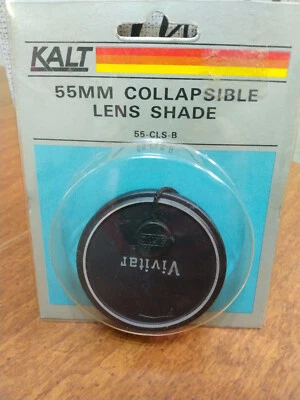 KALT
55MM COLLAPSIBLE
LENS SHADE
55-CLS-B
Vivitar